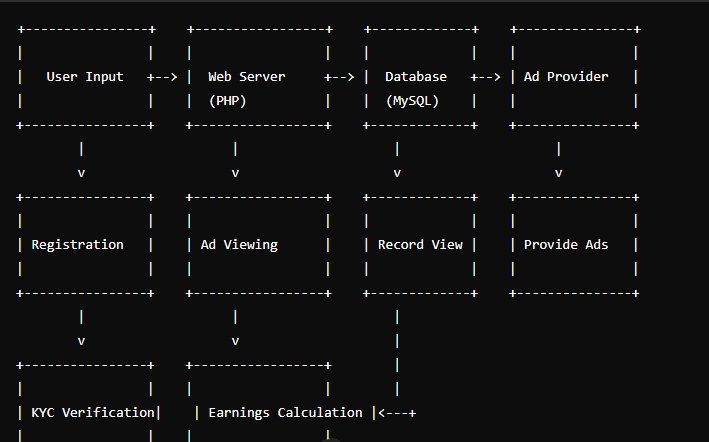 +---------------+    +-----------------+    +------------+    +--------------+
|               |    |                 |    |            |    |              |
|   User Input   +--> |  Web Server     +--> |  Database   +--> | Ad Provider   |
|               |    |  (PHP)          |    |  (MySQL)    |    |              |
+---------------+    +-----------------+    +------------+    +--------------+
|                   |                    |                    |
v                   v                    v                    v
+---------------+    +-----------------+    +------------+    +--------------+
|               |    |                 |    |            |    |              |
| Registration   |    | Ad Viewing      |    | Record View |    | Provide Ads   |
|               |    |                 |    |            |    |              |
+---------------+    +-----------------+    +------------+    +--------------+
|                   |                    |
v                   v                    |
+---------------+    +-----------------+         |
|               |    |                 |         |
| KYC Verification|    | Earnings Calculation |<---+
|               |    |                 |